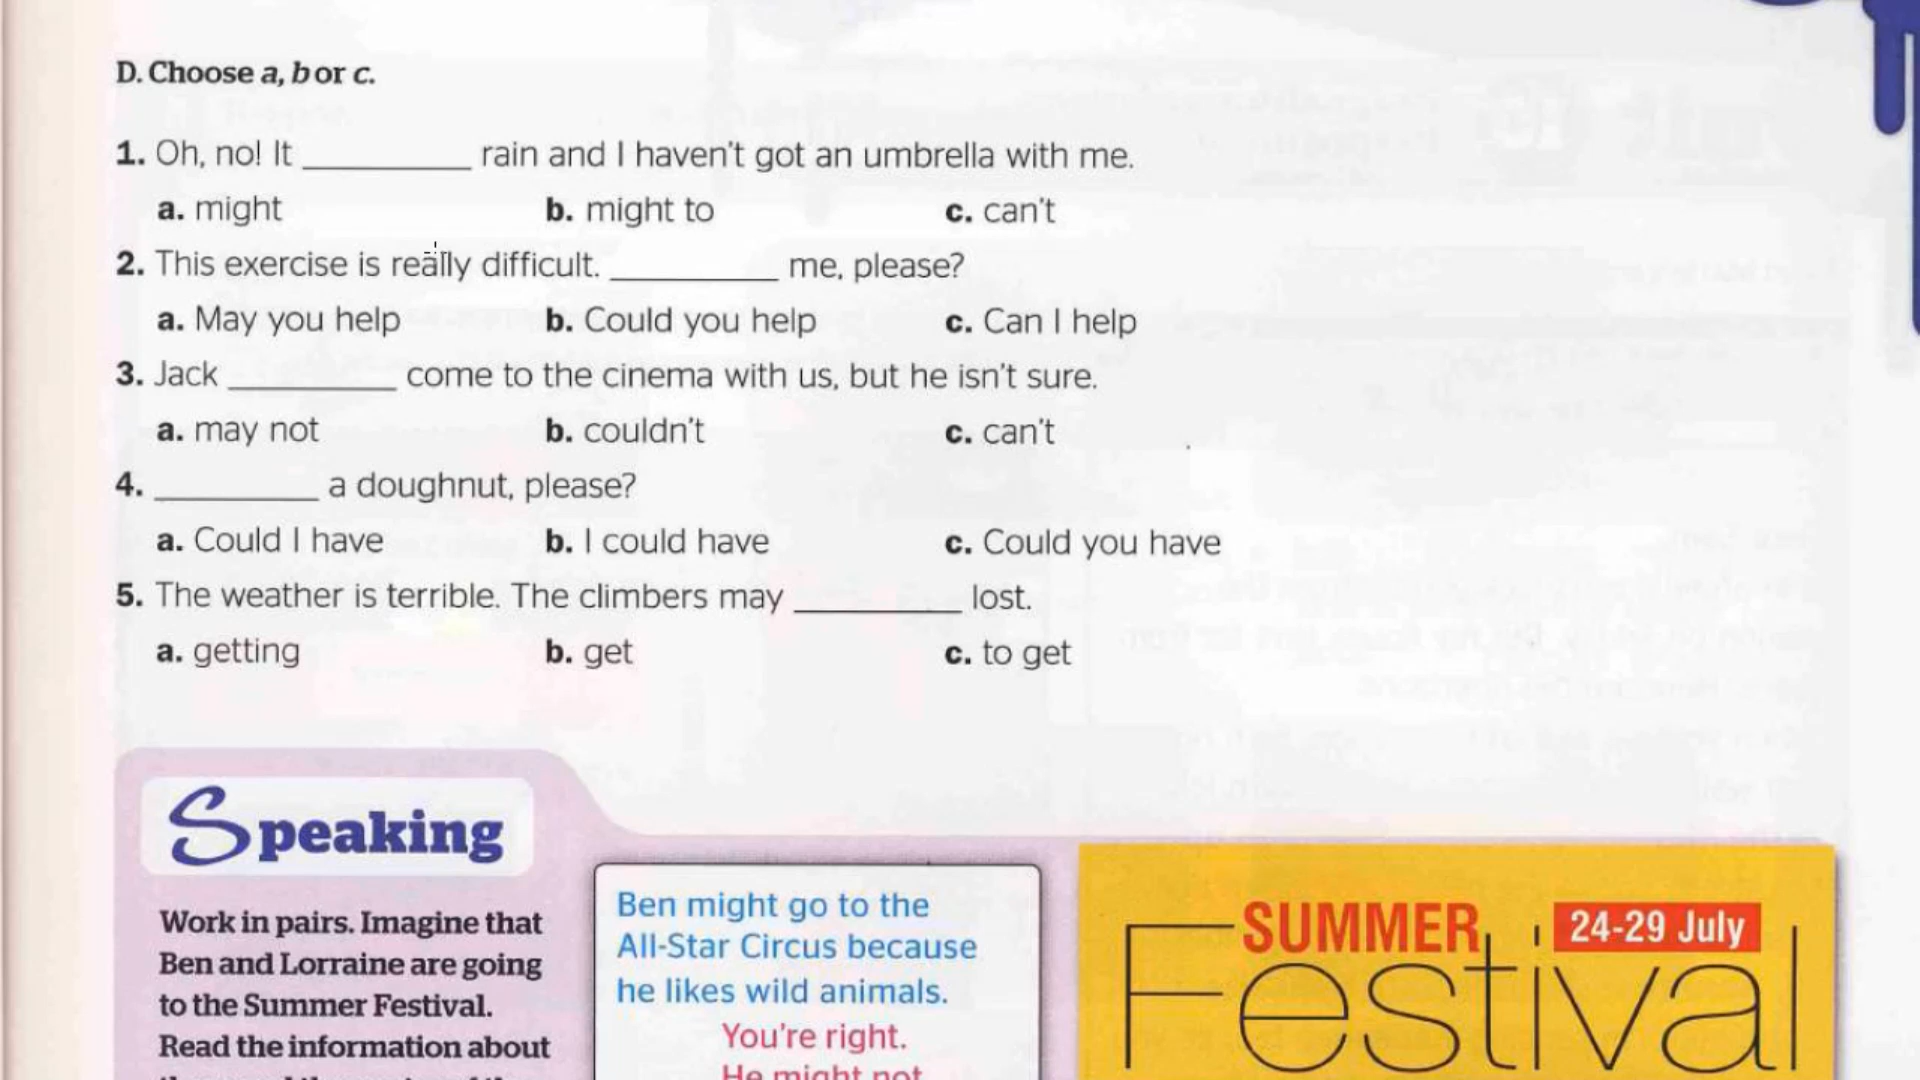 D. Choose a, b or c.
1. Oh, no! It __________ rain and I haven't got an umbrella with me.
a. might b. might to c. can't
2. This exercise is really difficult. __________ me, please?
a. May you help b. Could you help c. Can I help
3. Jack __________ come to the cinema with us, but he isn't sure.
a. may not b. couldn't c. can't
4. __________ a doughnut, please?
a. Could I have b. I could have c. Could you have
5. The weather is terrible. The climbers may __________ lost.
a. getting b. get c. to get
Speaking
Work in pairs. Imagine that
Ben and Lorraine are going
to the Summer Festival.
Read the information about
Ben might go to the
All-Star Circus because
he likes wild animals.
You're right.
He might not
SUMMER 24-29 July
Festival